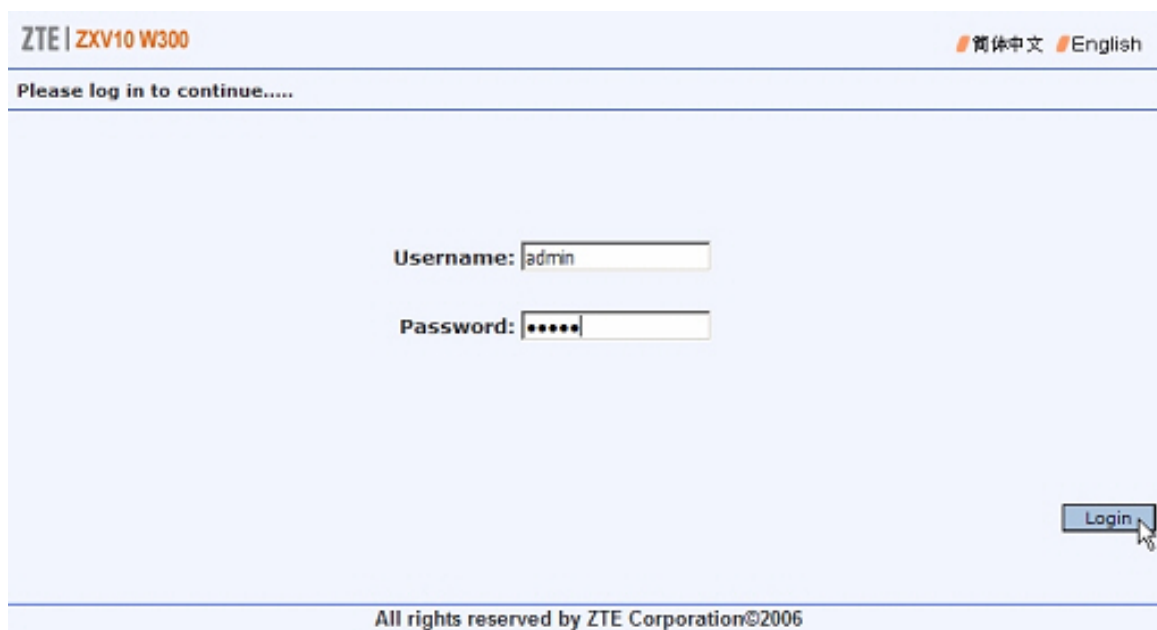 ZTE | ZXV10 W300
简体中文 English
Please log in to continue.....
Username: admin
Password: •••••
Login
All rights reserved by ZTE Corporation©2006